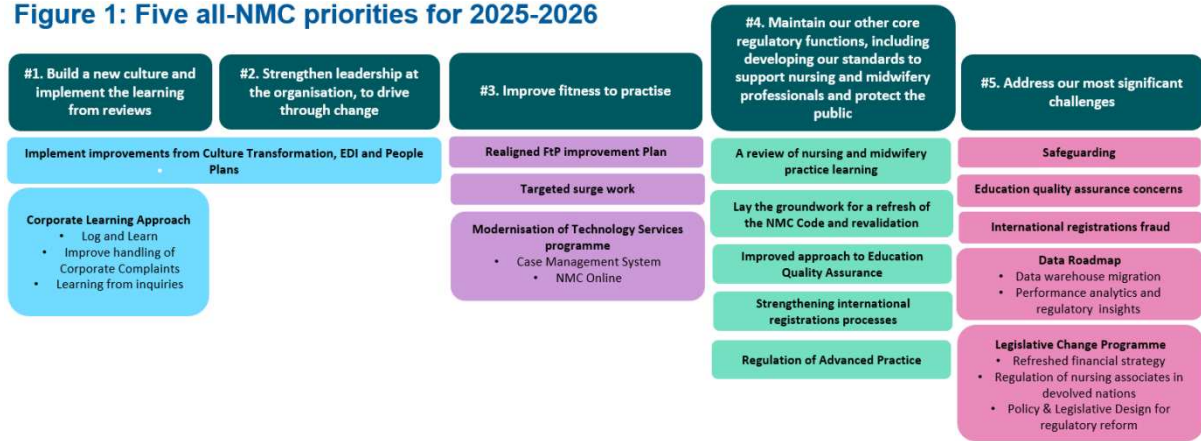 Figure 1: Five all-NMC priorities for 2025-2026
#1. Build a new culture and
implement the learning
from reviews
#2. Strengthen leadership at
the organisation, to drive
through change
#3. Improve fitness to practise
#4. Maintain our other core
regulatory functions, including
developing our standards to
support nursing and midwifery
professionals and protect the
public
#5. Address our most significant
challenges
Implement improvements from Culture Transformation, EDI and People
Plans
Corporate Learning Approach
• Log and Learn
• Improve handling of
Corporate Complaints
• Learning from inquiries
Realigned FtP improvement Plan
Targeted surge work
Modernisation of Technology Services
programme
• Case Management System
• NMC Online
A review of nursing and midwifery
practice learning
Lay the groundwork for a refresh of
the NMC Code and revalidation
Improved approach to Education
Quality Assurance
Strengthening international
registrations processes
Regulation of Advanced Practice
Safeguarding
Education quality assurance concerns
International registrations fraud
Data Roadmap
• Data warehouse migration
• Performance analytics and
regulatory insights
Legislative Change Programme
• Refreshed financial strategy
• Regulation of nursing associates in
devolved nations
• Policy & Legislative Design for
regulatory reform